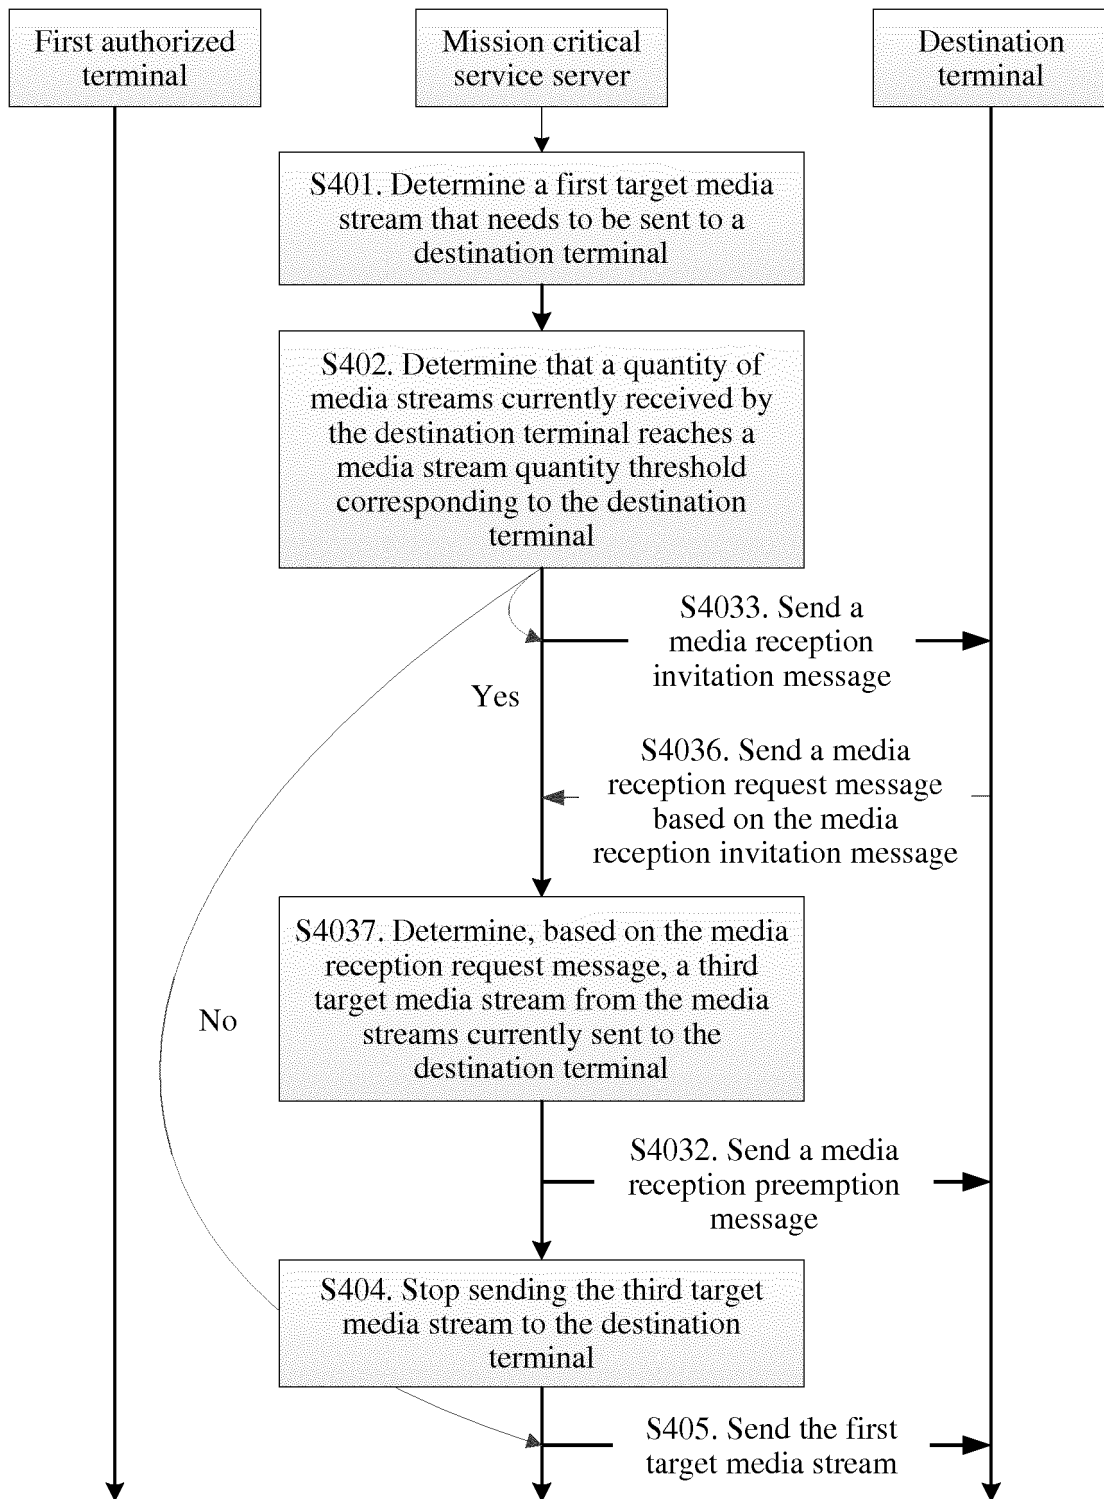 First authorized
terminal
Mission critical
service server
Destination
terminal
S401. Determine a first target media
stream that needs to be sent to a
destination terminal
S402. Determine that a quantity of
media streams currently received by
the destination terminal reaches a
media stream quantity threshold
corresponding to the destination
terminal
S4033. Send a
media reception
invitation message
Yes
S4036. Send a media
reception request message
based on the media
reception invitation message
S4037. Determine, based on the media
reception request message, a third
target media stream from the media
streams currently sent to the
destination terminal
No
S4032. Send a media
reception preemption
message
S404. Stop sending the third target
media stream to the destination
terminal
S405. Send the first
target media stream